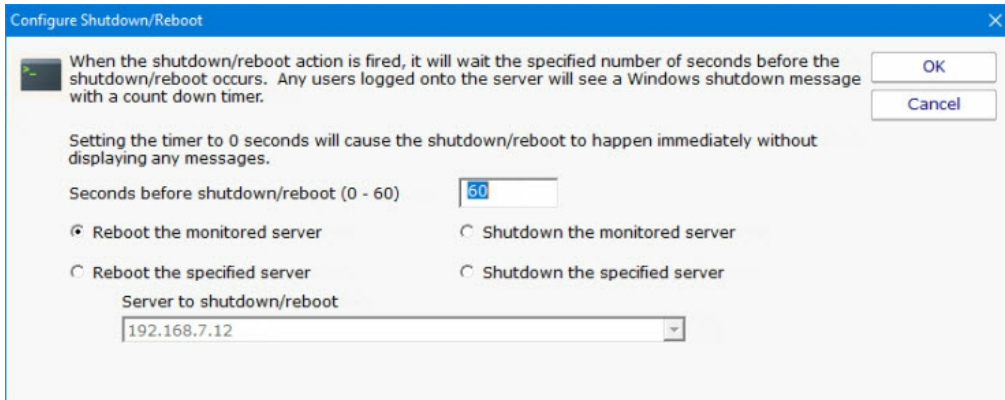 Configure Shutdown/Reboot
When the shutdown/reboot action is fired, it will wait the specified number of seconds before the
shutdown/reboot occurs.  Any users logged onto the server will see a Windows shutdown message
with a count down timer.
OK
Cancel
Setting the timer to 0 seconds will cause the shutdown/reboot to happen immediately without
displaying any messages.
Seconds before shutdown/reboot (0 - 60) 60
Reboot the monitored server
Shutdown the monitored server
Reboot the specified server
Shutdown the specified server
Server to shutdown/reboot
192.168.7.12